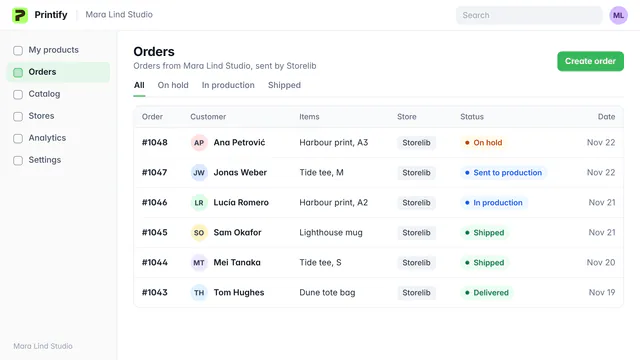 Printify
Mara Lind Studio
Search
ML
My products
Orders
Catalog
Stores
Analytics
Settings
Mara Lind Studio
Orders
Orders from Mara Lind Studio, sent by Storelib
Create order
All On hold In production Shipped
Order Customer Items Store Status Date
#1048 AP Ana Petrović Harbour print, A3 Storelib On hold Nov 22
#1047 JW Jonas Weber Tide tee, M Storelib Sent to production Nov 22
#1046 LR Lucía Romero Harbour print, A2 Storelib In production Nov 21
#1045 SO Sam Okafor Lighthouse mug Storelib Shipped Nov 21
#1044 MT Mei Tanaka Tide tee, S Storelib Shipped Nov 20
#1043 TH Tom Hughes Dune tote bag Storelib Delivered Nov 19